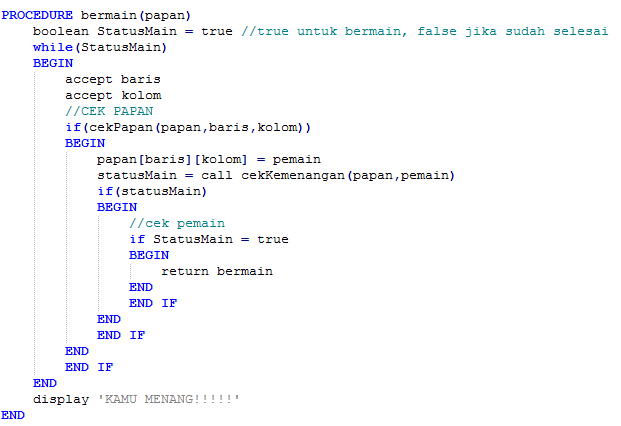 PROCEDURE bermain(papan)
    boolean StatusMain = true //true untuk bermain, false jika sudah selesai
    while(StatusMain)
    BEGIN
        accept baris
        accept kolom
        //CEK PAPAN
        if(cekPapan(papan,baris,kolom))
        BEGIN
            papan[baris][kolom] = pemain
            statusMain = call cekKemenangan(papan,pemain)
            if(statusMain)
            BEGIN
                //cek pemain
                if StatusMain = true
                BEGIN
                    return bermain
                END
                END IF
            END
            END IF
        END
        END IF
    END
    display 'KAMU MENANG!!!!!'
END